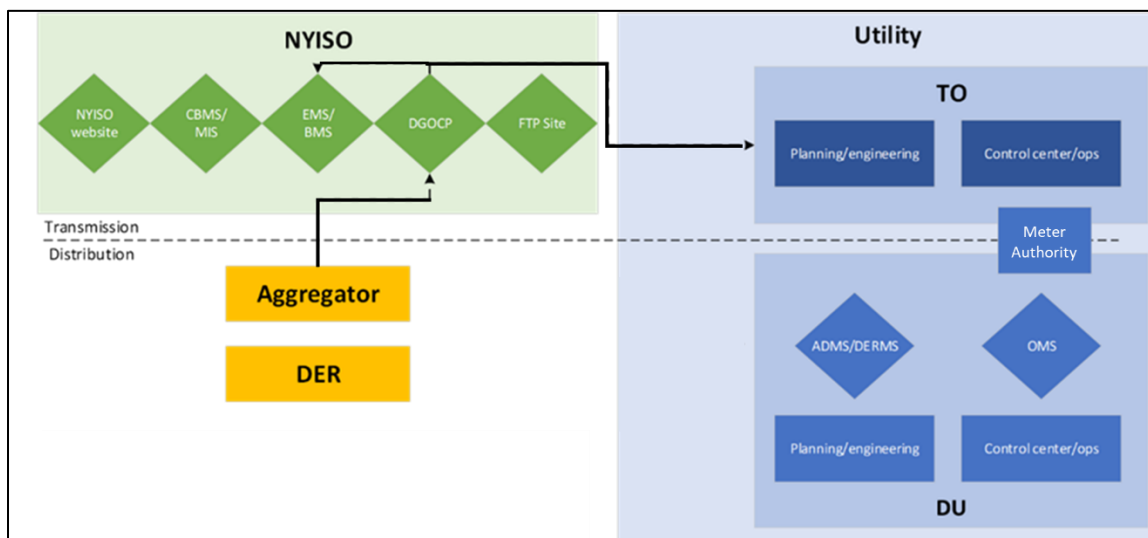 NYISO
NYISO
website
CBMS/
MIS
EMS/
BMS
DGOCP
FTP Site
Utility
TO
Planning/engineering
Control center/ops
Transmission
Distribution
Meter
Authority
Aggregator
DER
ADMS/DERMS
OMS
Planning/engineering
Control center/ops
DU